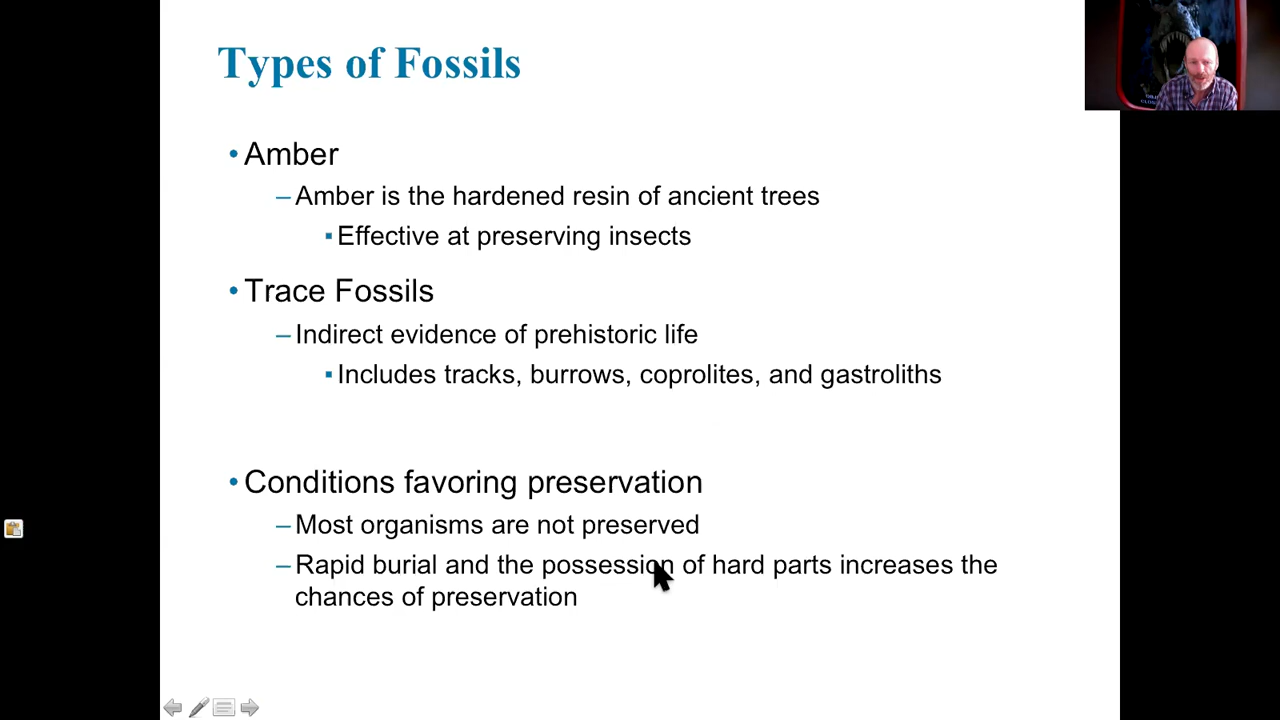 Types of Fossils
• Amber
– Amber is the hardened resin of ancient trees
▪ Effective at preserving insects
• Trace Fossils
– Indirect evidence of prehistoric life
▪ Includes tracks, burrows, coprolites, and gastroliths
• Conditions favoring preservation
– Most organisms are not preserved
– Rapid burial and the possession of hard parts increases the
chances of preservation